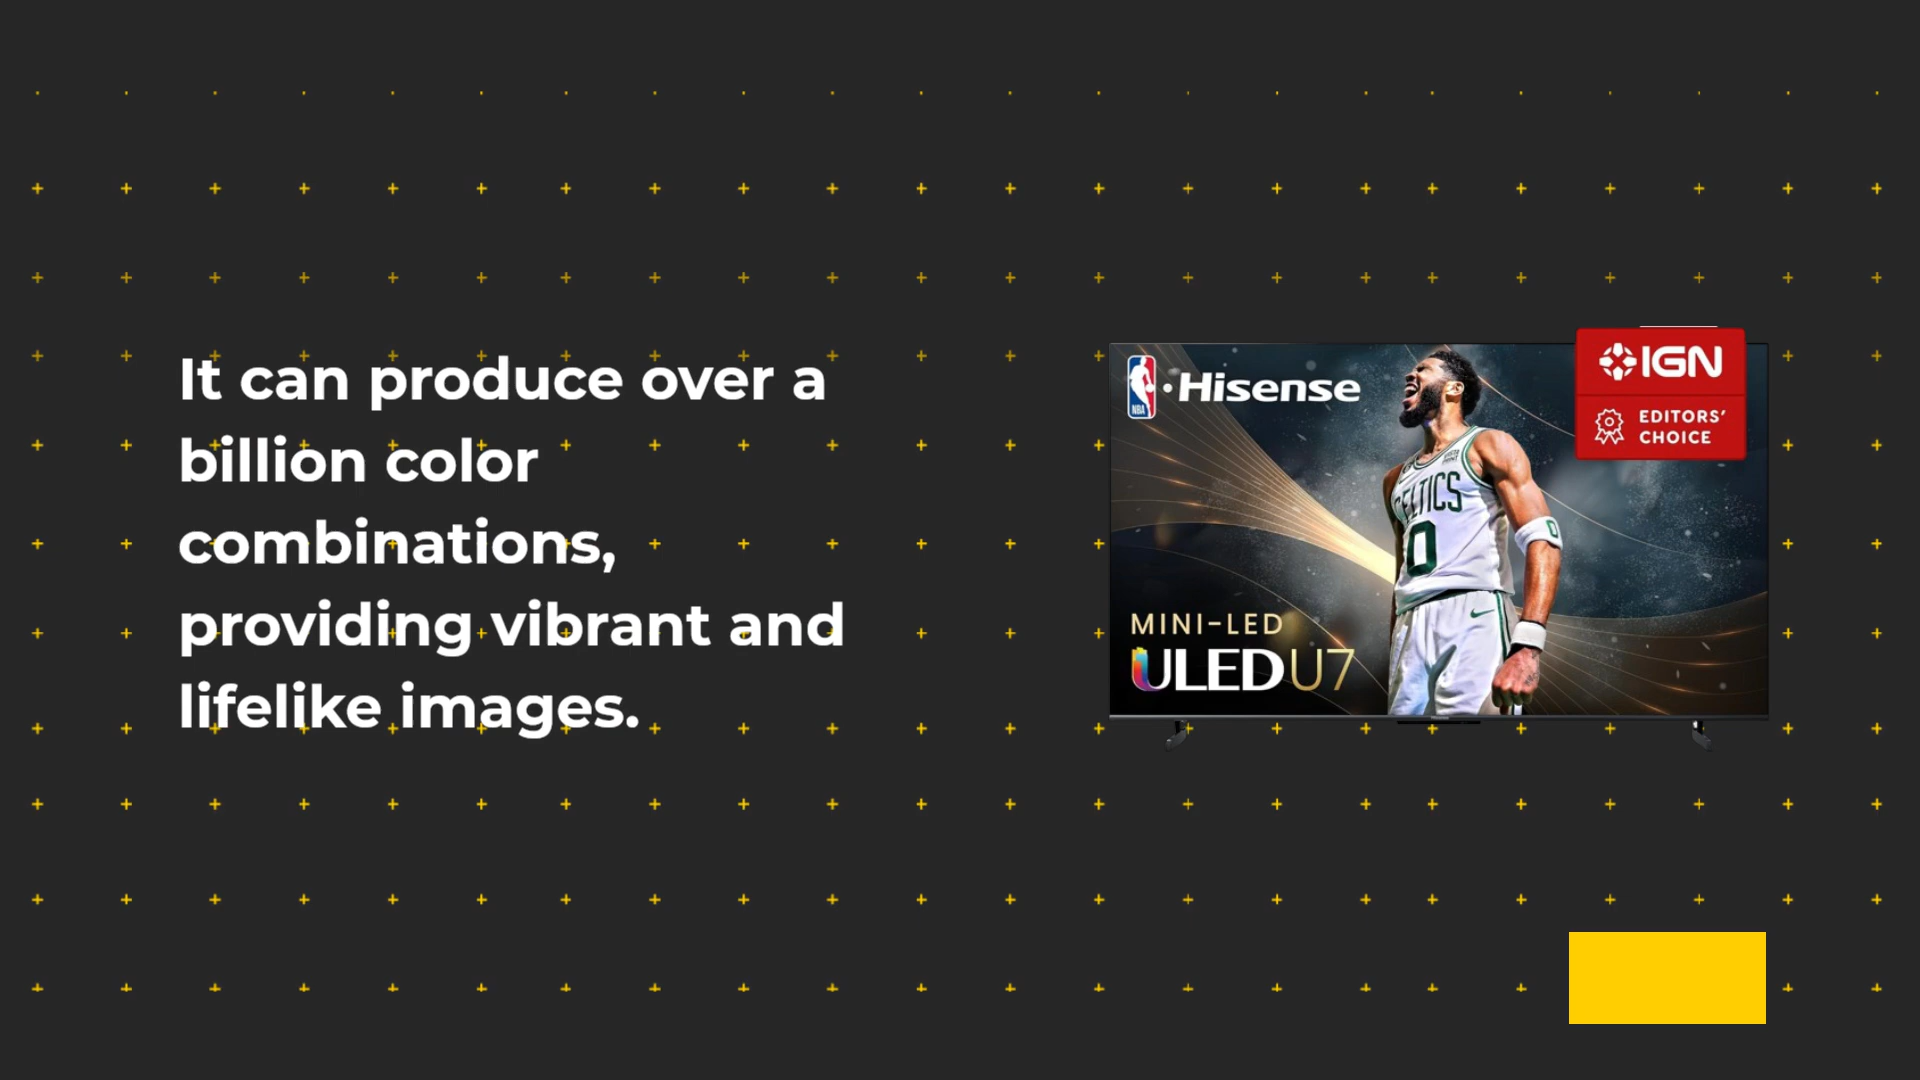 It can produce over a
billion color
combinations,
providing vibrant and
lifelike images.
NBA
Hisense
IGN
EDITORS’
CHOICE
CELTICS
0
0
MINI-LED
ULED U7